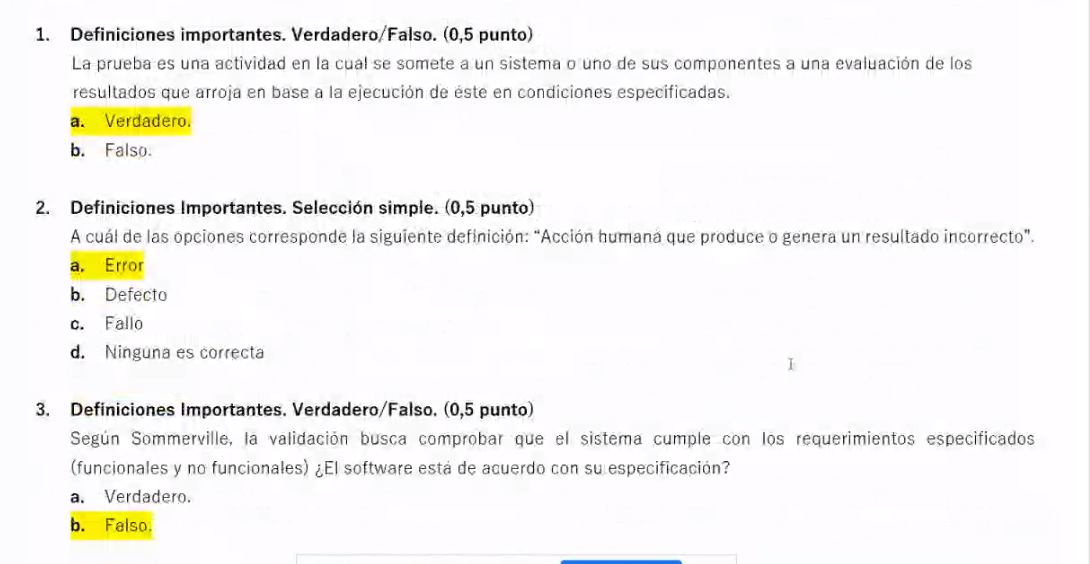 1. Definiciones importantes. Verdadero/Falso. (0,5 punto)
La prueba es una actividad en la cual se somete a un sistema o uno de sus componentes a una evaluación de los
resultados que arroja en base a la ejecución de éste en condiciones especificadas.
a. Verdadero.
b. Falso.
2. Definiciones Importantes. Selección simple. (0,5 punto)
A cuál de las opciones corresponde la siguiente definición: “Acción humana que produce o genera un resultado incorrecto”.
a. Error
b. Defecto
c. Fallo
d. Ninguna es correcta
3. Definiciones Importantes. Verdadero/Falso. (0,5 punto)
Según Sommerville, la validación busca comprobar que el sistema cumple con los requerimientos especificados
(funcionales y no funcionales) ¿El software está de acuerdo con su especificación?
a. Verdadero.
b. Falso.